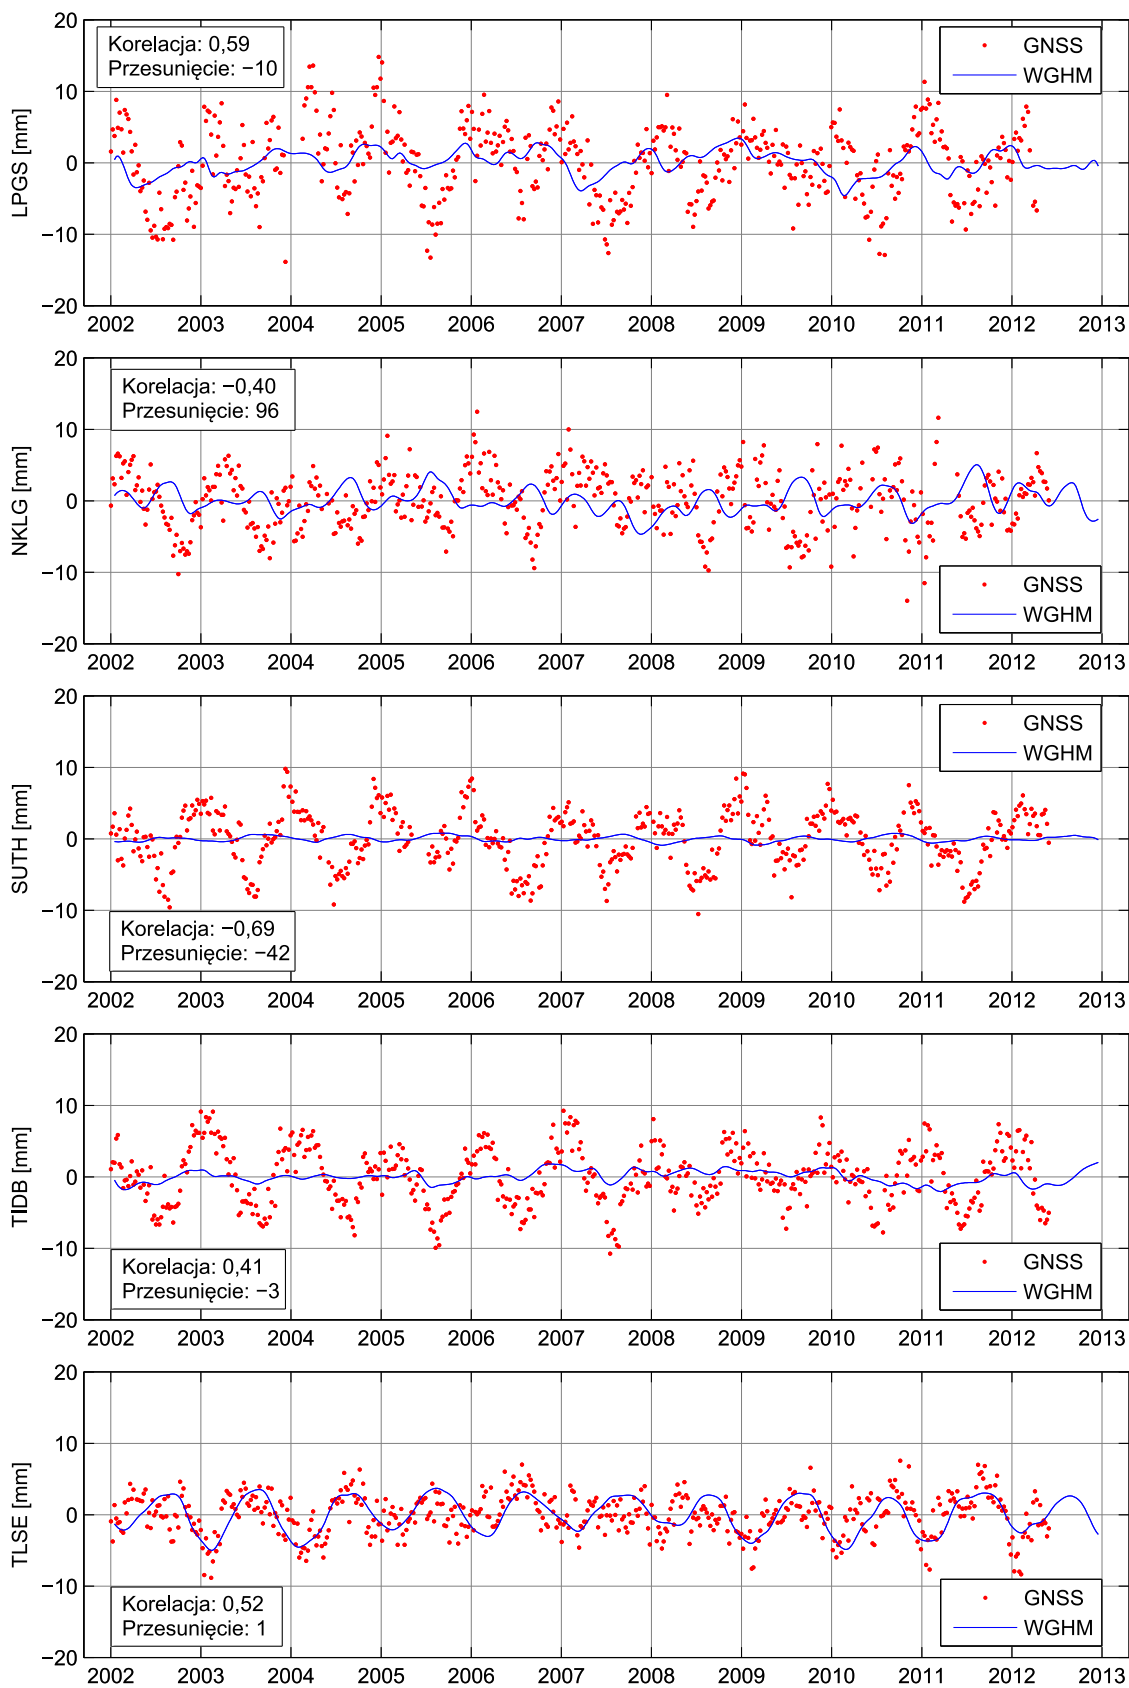 20
10
0
−10
−20
LPGS [mm]
Korelacja: 0,59
Przesunięcie: −10
GNSS
WGHM
2002 2003 2004 2005 2006 2007 2008 2009 2010 2011 2012 2013
20
10
0
−10
−20
NKLG [mm]
Korelacja: −0,40
Przesunięcie: 96
GNSS
WGHM
2002 2003 2004 2005 2006 2007 2008 2009 2010 2011 2012 2013
20
10
0
−10
−20
SUTH [mm]
GNSS
WGHM
Korelacja: −0,69
Przesunięcie: −42
2002 2003 2004 2005 2006 2007 2008 2009 2010 2011 2012 2013
20
10
0
−10
−20
TIDB [mm]
Korelacja: 0,41
Przesunięcie: −3
GNSS
WGHM
2002 2003 2004 2005 2006 2007 2008 2009 2010 2011 2012 2013
20
10
0
−10
−20
TLSE [mm]
Korelacja: 0,52
Przesunięcie: 1
GNSS
WGHM
2002 2003 2004 2005 2006 2007 2008 2009 2010 2011 2012 2013